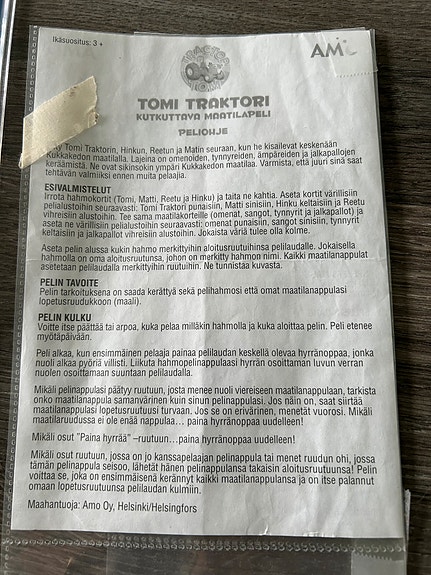 Ikäsuositus: 3 +
AMO
TRACTOR
TOM
TOMI TRAKTORI
KUTKUTTAVA MAATILAPELI
PELIOHJE
Tomi Traktorin, Hinkun, Reetun ja Matin seuraan, kun he kisailevat keskenään
Kukkakedon maatilalla. Lajeina on omenoiden, tynnyreiden, ämpäreiden ja jalkapallojen
keräämistä. Ne ovat sikinsokin ympäri Kukkakedon maatilaa. Varmista, että juuri sinä saat
tehtävän valmiiksi ennen muita pelaajia.
ESIVALMISTELUT
Irrota hahmokortit (Tomi, Matti, Reetu ja Hinku) ja taita ne kahtia. Aseta kortit värillisiin
pelialustoihin seuraavasti: Tomi Traktori punaisiin, Matti sinisiin, Hinku keltaisiin ja Reetu
vihreisiin alustoihin. Tee sama maatilakorteille (omenat, sangot, tynnyrit ja jalkapallot) ja
aseta ne värillisiin pelialustoihin seuraavasti: omenat punaisiin, sangot sinisiin, tynnyrit
keltaisiin ja jalkapallot vihreisiin alustoihin. Jokaista väriä tulee olla kolme.
Aseta pelin alussa kukin hahmo merkittyihin aloitusruutuihinsa pelilaudalla. Jokaisella
hahmolla on oma aloitusruutunsa, johon on merkitty hahmon nimi. Kaikki maatilanappulat
asetetaan pelilaudalla merkittyihin ruutuihin. Ne tunnistaa kuvasta.
PELIN TAVOITE
Pelin tarkoituksena on saada kerättyä sekä pelihahmosi että omat maatilanappulasi
lopetusruudukkoon (maali).
PELIN KULKU
Voitte itse päättää tai arpoa, kuka pelaa milläkin hahmolla ja kuka aloittaa pelin. Peli etenee
myötäpäivään.
Peli alkaa, kun ensimmäinen pelaaja painaa pelilaudan keskellä olevaa hyrränoppaa, jonka
nuoli alkaa pyöriä villisti. Liikuta hahmopelinappulaasi hyrrän osoittaman luvun verran
nuolen osoittamaan suuntaan pelilaudalla.
Mikäli pelinappulasi päätyy ruutuun, josta menee nuoli viereiseen maatilanappulaan, tarkista
onko maatilanappula samanvärinen kuin sinun pelinappulasi. Jos näin on, saat siirtää
maatilanappulasi lopetusruutuusi turvaan. Jos se on erivärinen, menetät vuorosi. Mikäli
maatilaruudussa ei ole enää nappulaa… paina hyrränoppaa uudelleen!
Mikäli osut "Paina hyrrää" –ruutuun…paina hyrränoppaa uudelleen!
Mikäli osut ruutuun, jossa on jo kanssapelaajan pelinappula tai menet ruudun ohi, jossa
tämän pelinappula seisoo, lähetät hänen pelinappulansa takaisin aloitusruutuunsa! Pelin
voittaa se, joka on ensimmäisenä kerännyt kaikki maatilanappulansa ja on itse palannut
omaan lopetusruutuunsa pelilaudan kulmiin.
Maahantuoja: Amo Oy, Helsinki/Helsingfors